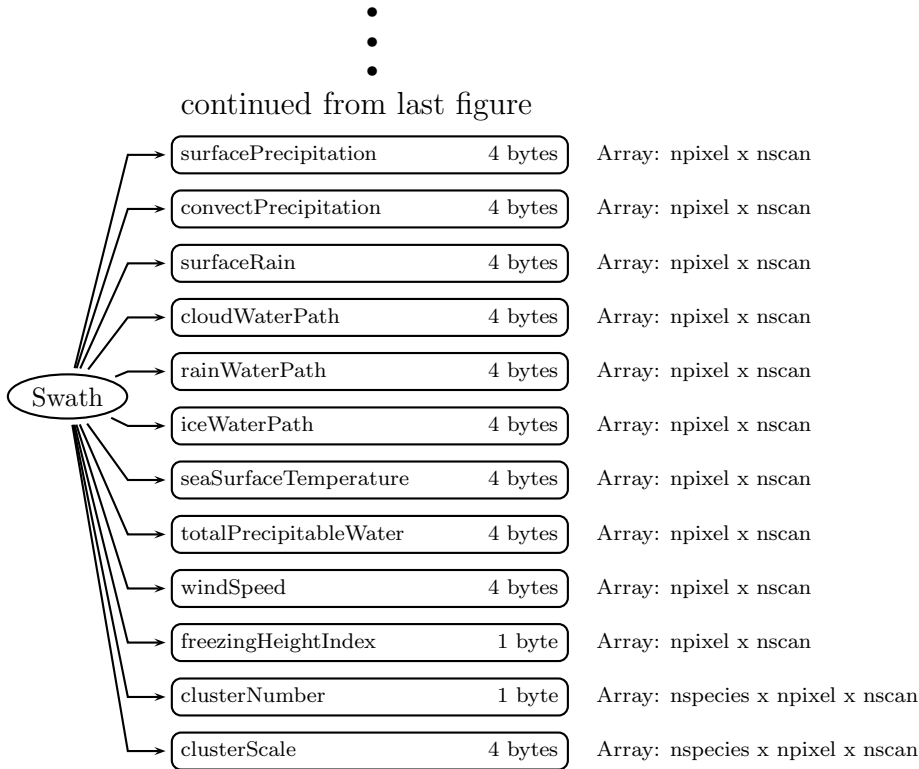 continued from last figure
surfacePrecipitation 4 bytes Array: npixel x nscan
convectPrecipitation 4 bytes Array: npixel x nscan
surfaceRain 4 bytes Array: npixel x nscan
cloudWaterPath 4 bytes Array: npixel x nscan
rainWaterPath 4 bytes Array: npixel x nscan
Swath
iceWaterPath 4 bytes Array: npixel x nscan
seaSurfaceTemperature 4 bytes Array: npixel x nscan
totalPrecipitableWater 4 bytes Array: npixel x nscan
windSpeed 4 bytes Array: npixel x nscan
freezingHeightIndex 1 byte Array: npixel x nscan
clusterNumber 1 byte Array: nspecies x npixel x nscan
clusterScale 4 bytes Array: nspecies x npixel x nscan